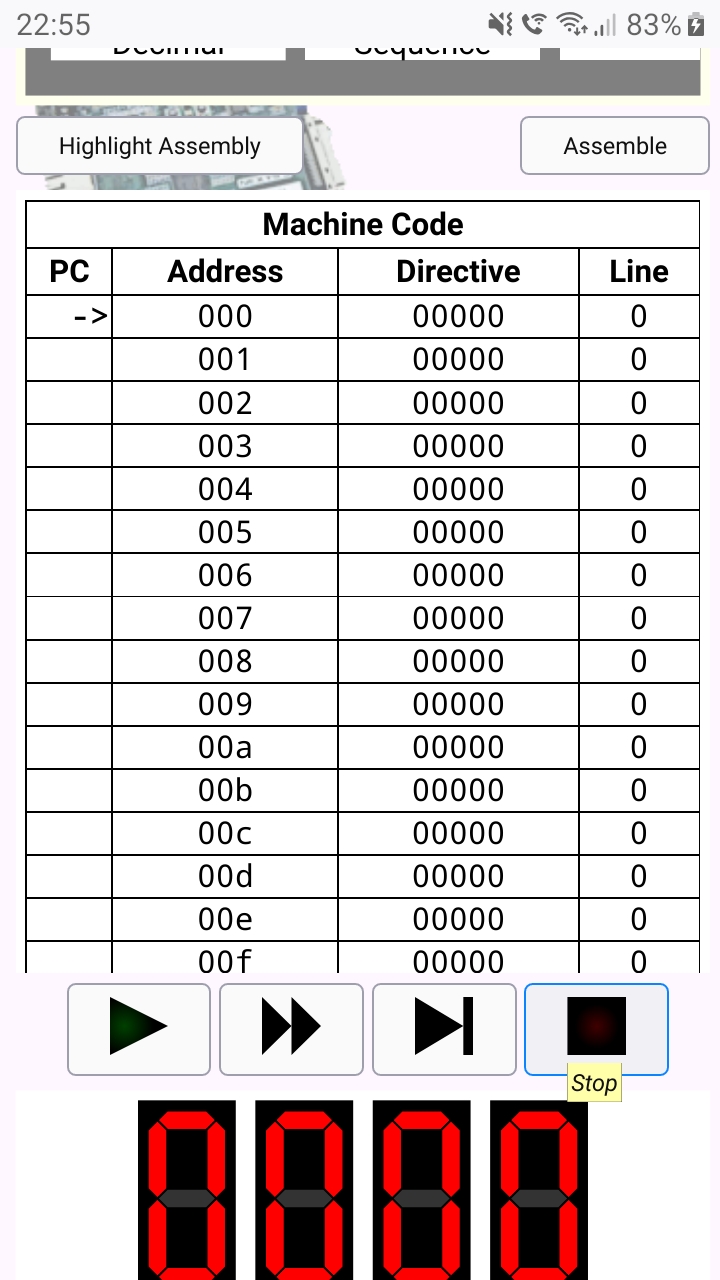 22:55 83%
Decimal Sequence
Highlight Assembly Assemble
Machine Code
PC Address Directive Line
-> 000 00000 0
001 00000 0
002 00000 0
003 00000 0
004 00000 0
005 00000 0
006 00000 0
007 00000 0
008 00000 0
009 00000 0
00a 00000 0
00b 00000 0
00c 00000 0
00d 00000 0
00e 00000 0
00f 00000 0
Stop
0000